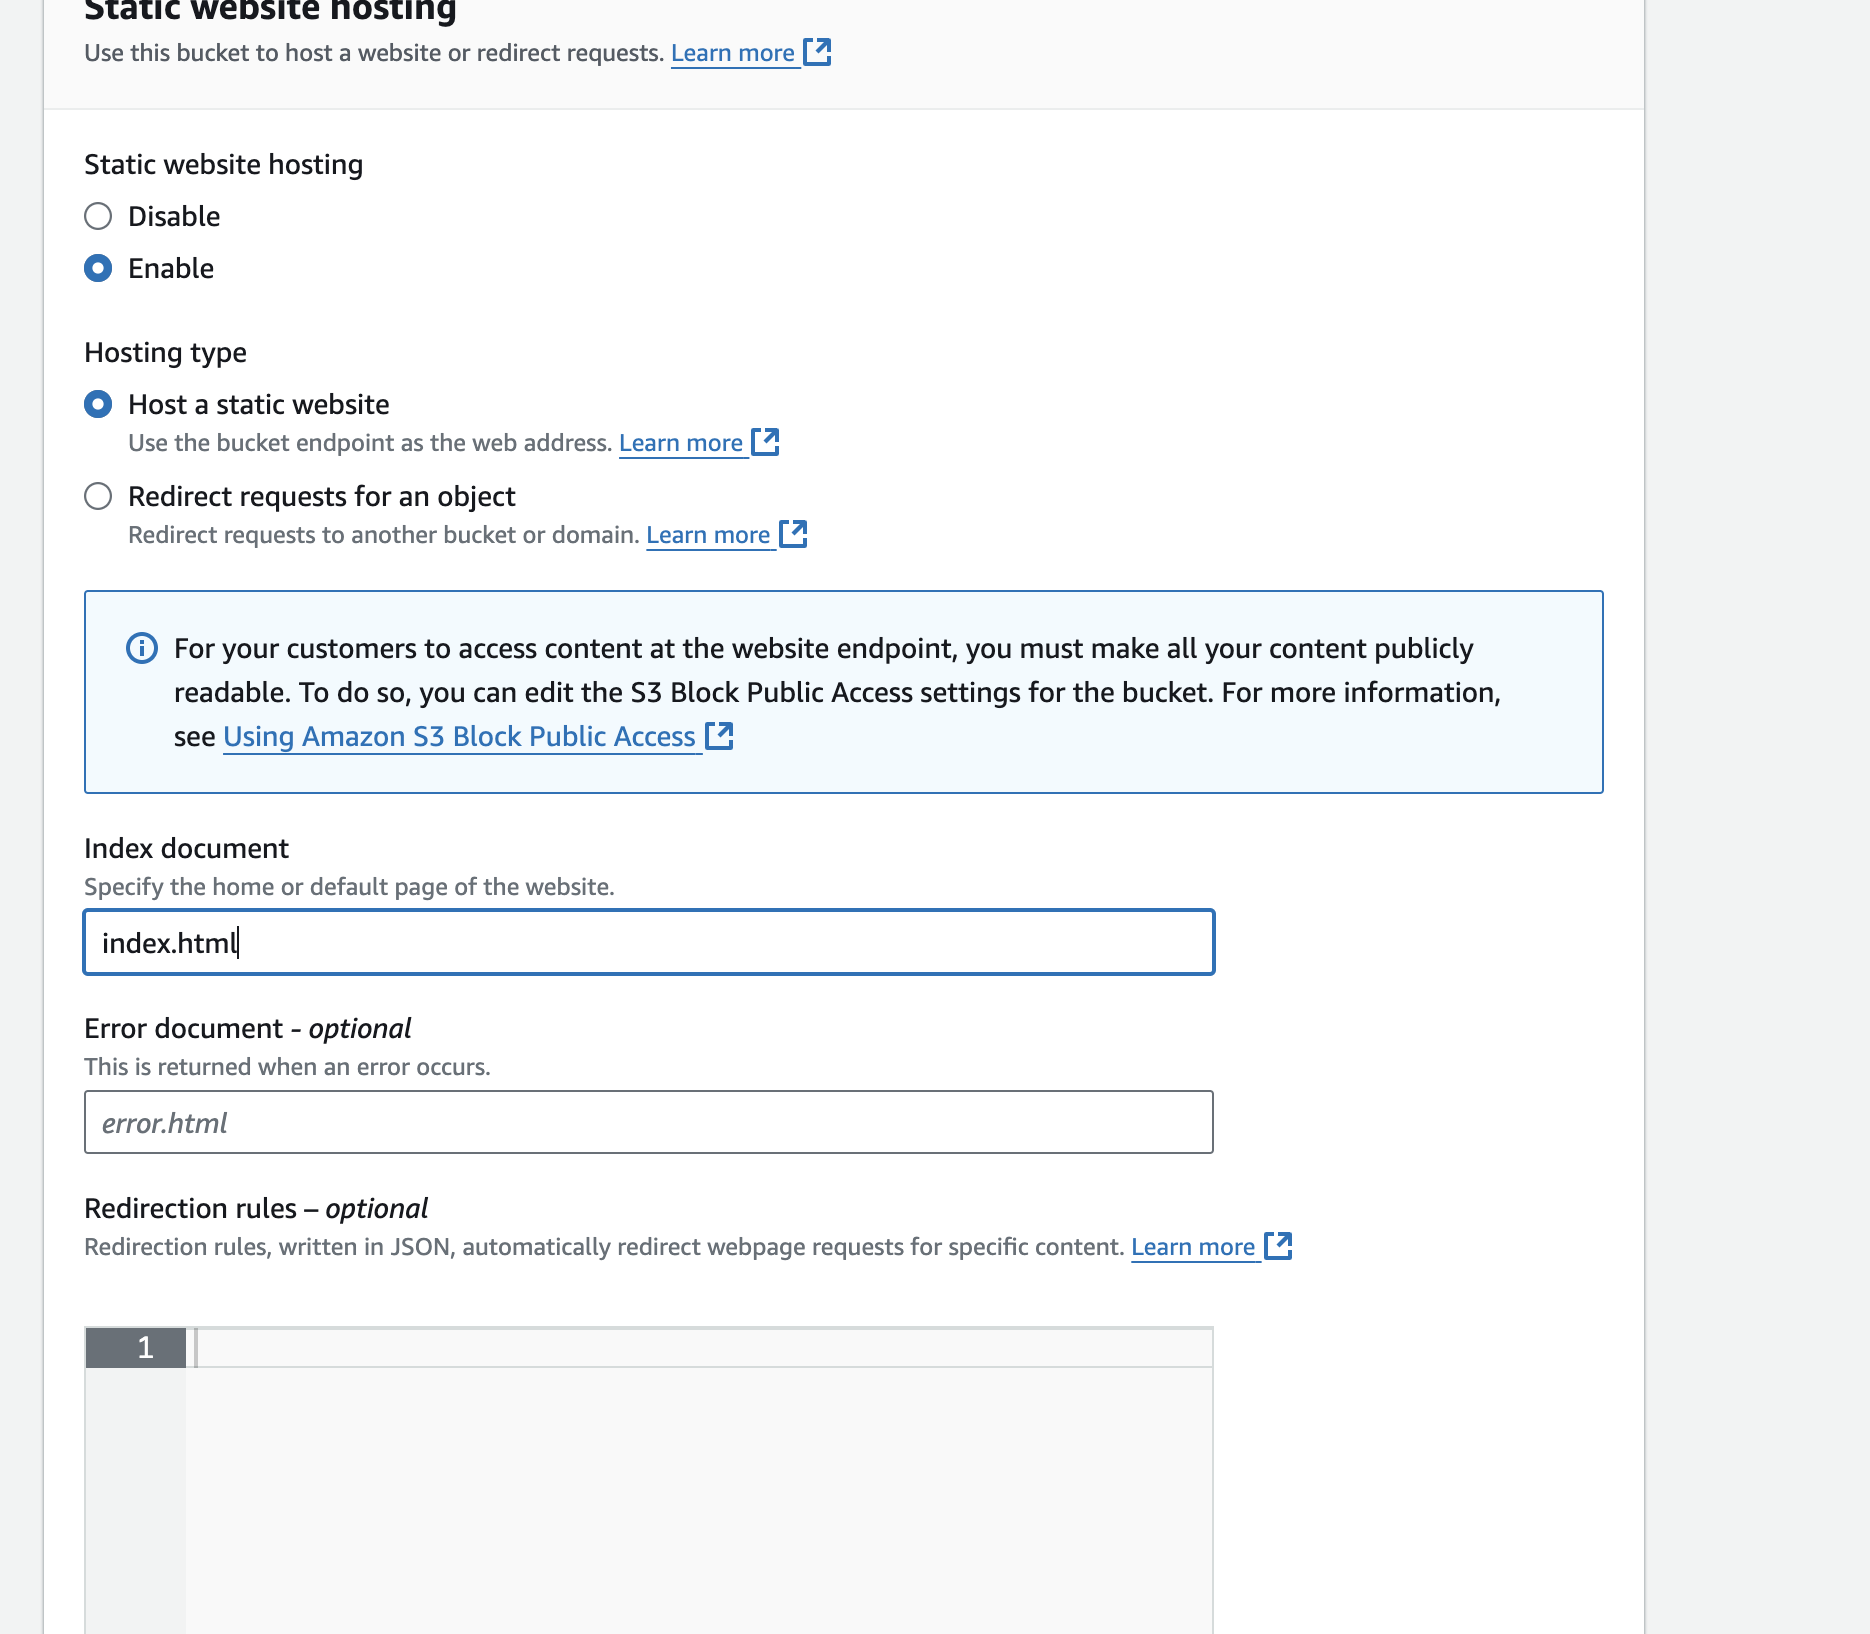 Static website hosting
Use this bucket to host a website or redirect requests. Learn more
Static website hosting
Disable
Enable
Hosting type
Host a static website
Use the bucket endpoint as the web address. Learn more
Redirect requests for an object
Redirect requests to another bucket or domain. Learn more
For your customers to access content at the website endpoint, you must make all your content publicly
readable. To do so, you can edit the S3 Block Public Access settings for the bucket. For more information,
see Using Amazon S3 Block Public Access
Index document
Specify the home or default page of the website.
index.html
Error document - optional
This is returned when an error occurs.
error.html
Redirection rules – optional
Redirection rules, written in JSON, automatically redirect webpage requests for specific content. Learn more
1